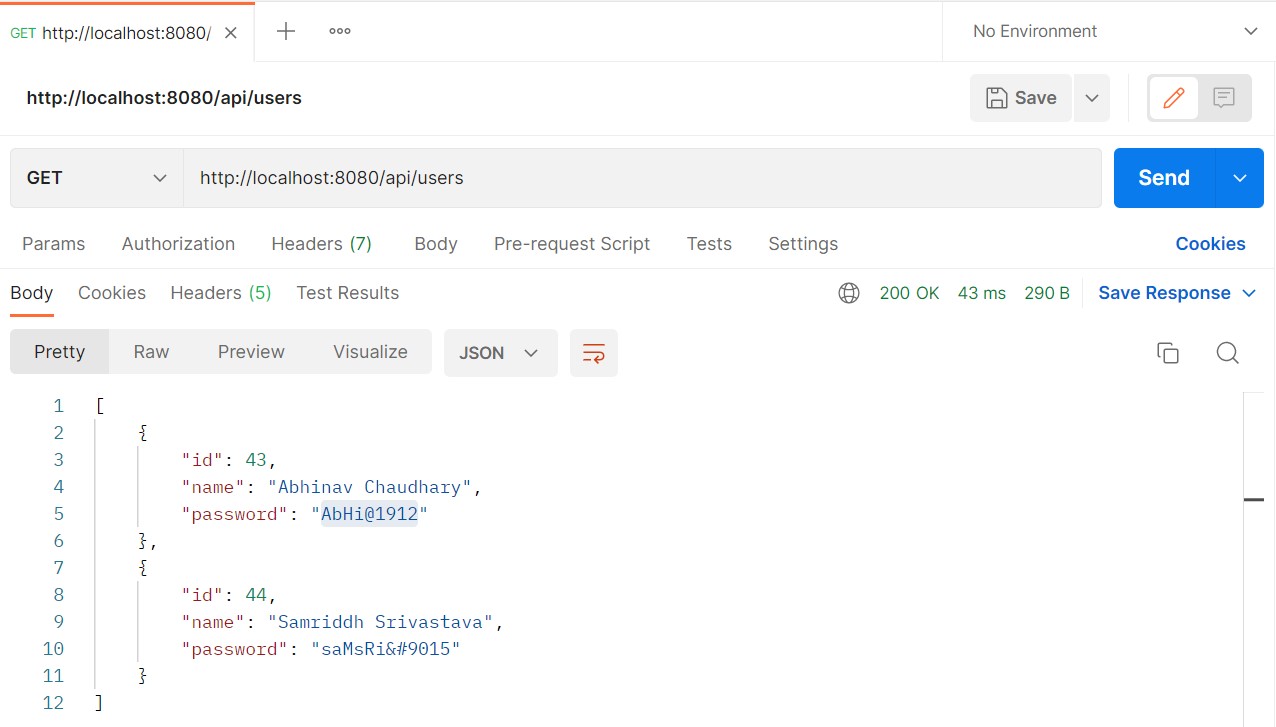 GET http://localhost:8080/
No Environment
http://localhost:8080/api/users
Save
GET http://localhost:8080/api/users Send
Params Authorization Headers (7) Body Pre-request Script Tests Settings Cookies
Body Cookies Headers (5) Test Results 200 OK 43 ms 290 B Save Response
Pretty Raw Preview Visualize JSON
1 [
2 {
3 "id": 43,
4 "name": "Abhinav Chaudhary",
5 "password": "AbHi@1912"
6 },
7 {
8 "id": 44,
9 "name": "Samriddh Srivastava",
10 "password": "saMsRi&#9015"
11 }
12 ]